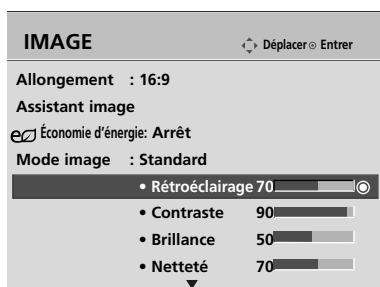 IMAGE Déplacer Entrer
Allongement : 16:9
Assistant image
Économie d'énergie: Arrêt
Mode image : Standard
• Rétroéclairage 70
• Contraste 90
• Brillance 50
• Netteté 70